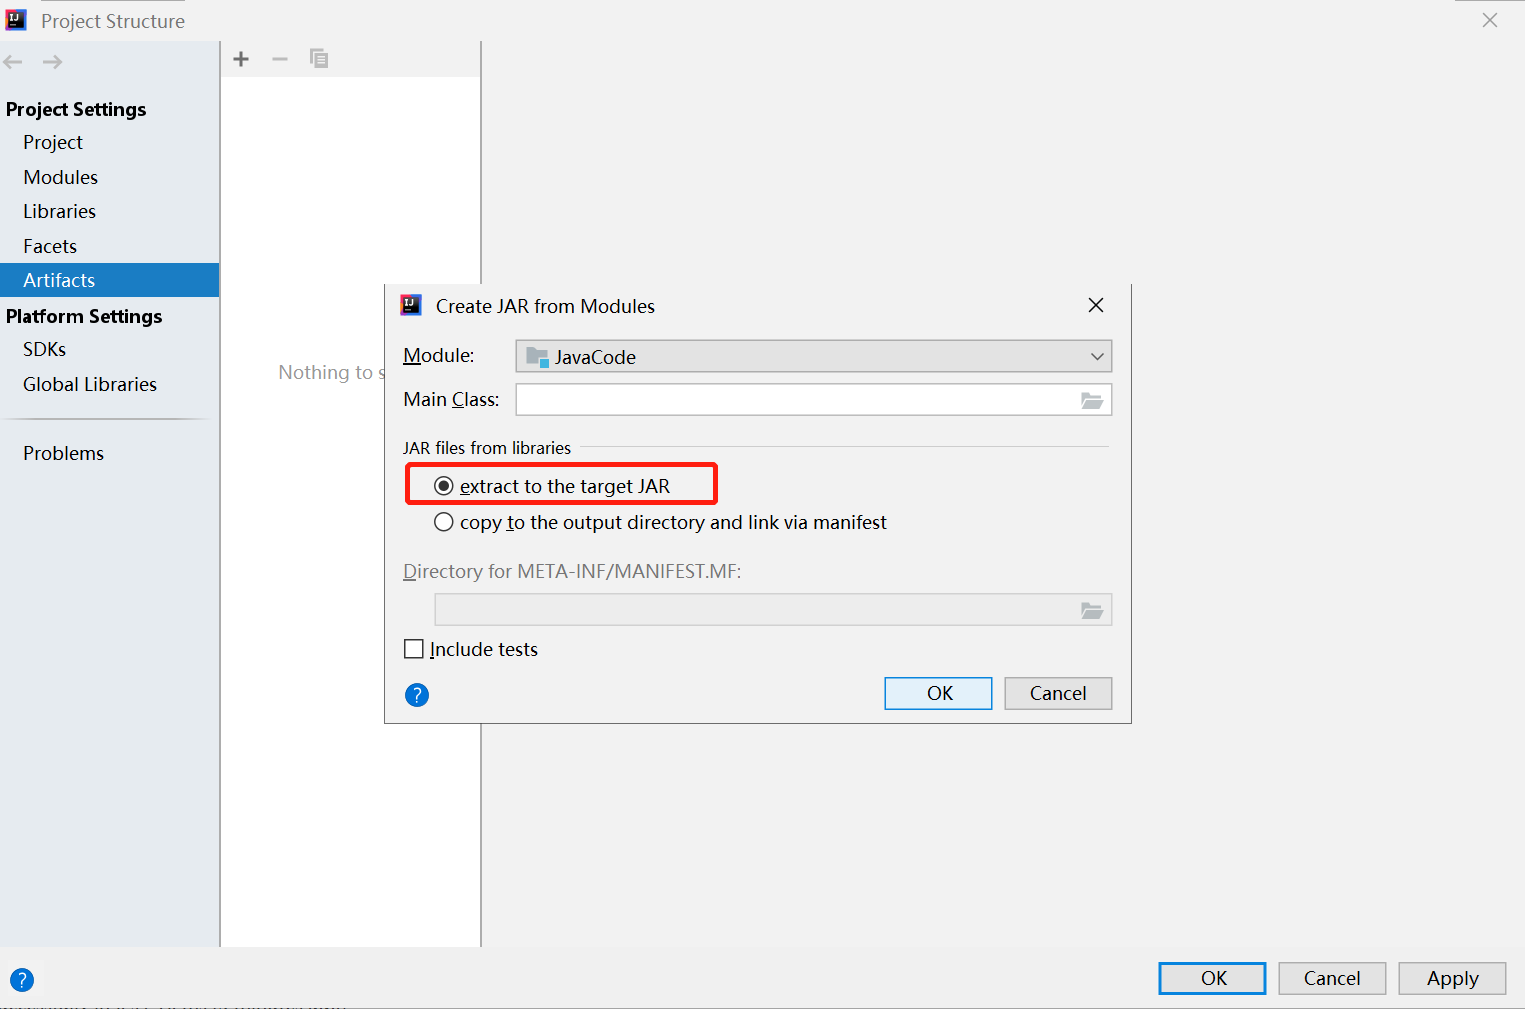 Project Structure
Project Settings
Project
Modules
Libraries
Facets
Artifacts
Platform Settings
SDKs
Global Libraries
Problems
Nothing to s
Create JAR from Modules
Module: JavaCode
Main Class:
JAR files from libraries
extract to the target JAR
copy to the output directory and link via manifest
Directory for META-INF/MANIFEST.MF:
Include tests
? OK Cancel
? OK Cancel Apply